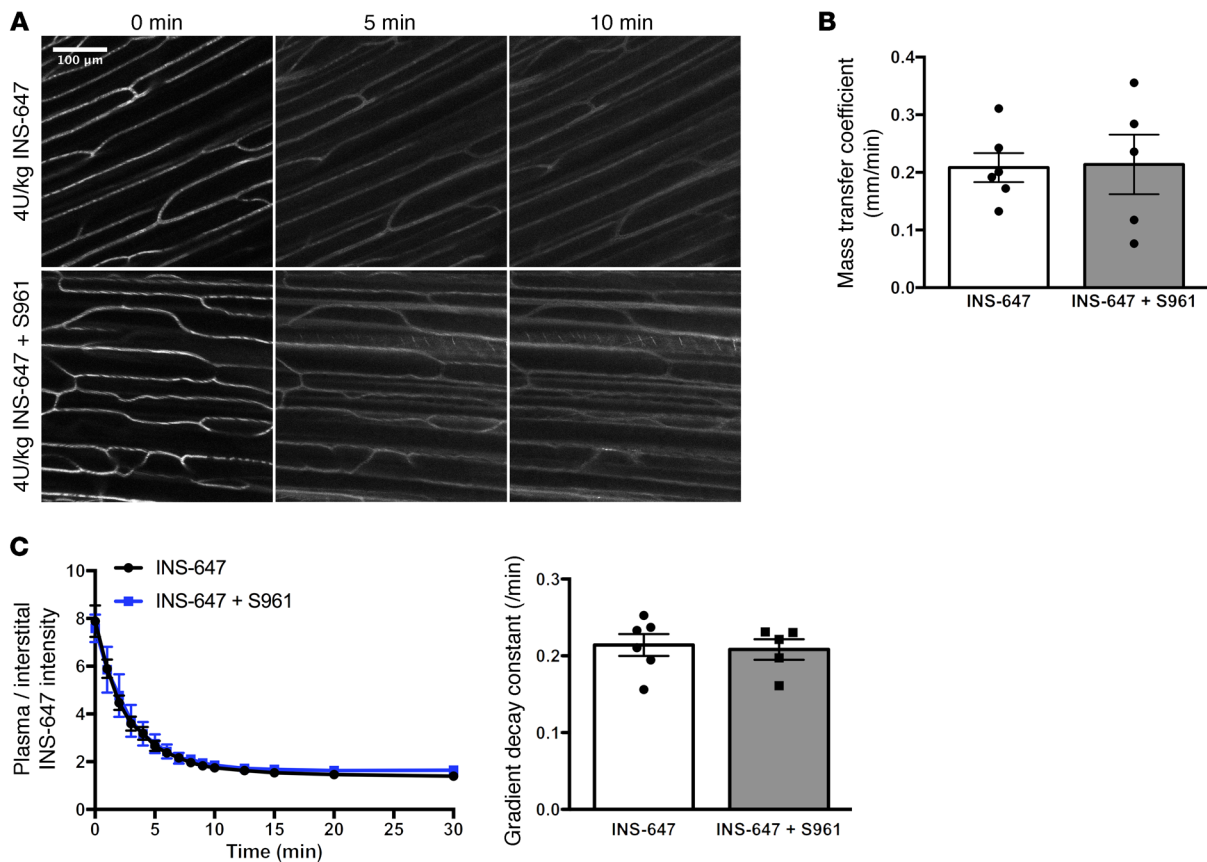 A
0 min
5 min
10 min
100 µm
4U/kg INS-647
4U/kg INS-647 + S961
B
Mass transfer coefficient
(mm/min)
0.4
0.3
0.2
0.1
0.0
INS-647
INS-647 + S961
C
INS-647
INS-647 + S961
Plasma / interstital
INS-647 intensity
10
8
6
4
2
0
0
5
10
15
20
25
30
Time (min)
Gradient decay constant (/min)
0.3
0.2
0.1
0.0
INS-647
INS-647 + S961